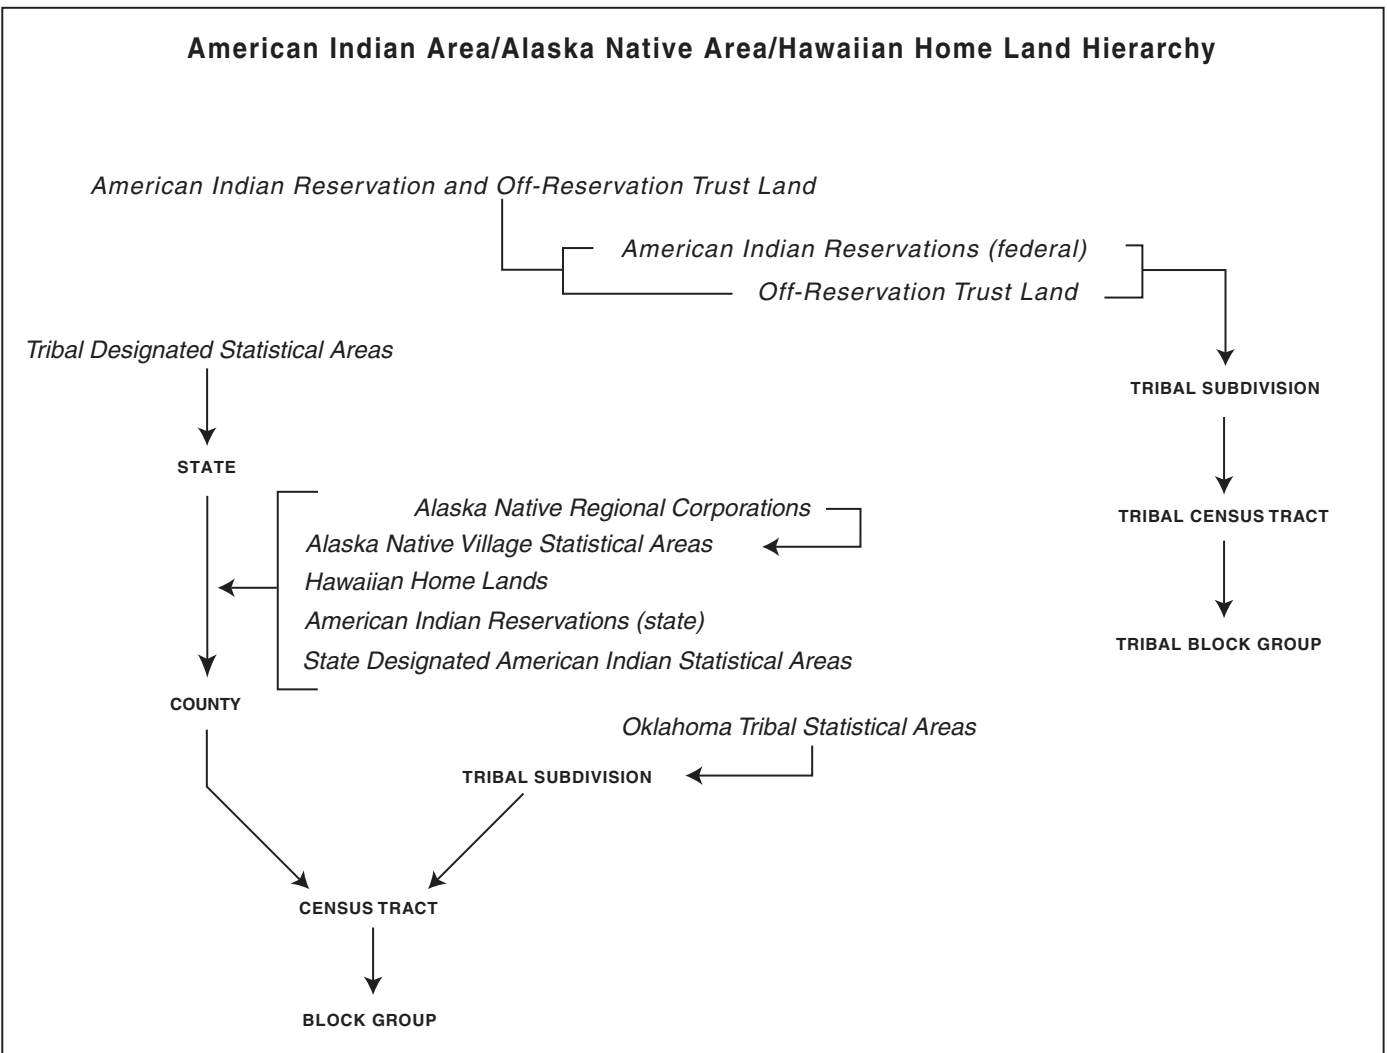 American Indian Area/Alaska Native Area/Hawaiian Home Land Hierarchy
American Indian Reservation and Off-Reservation Trust Land
American Indian Reservations (federal)
Off-Reservation Trust Land
Tribal Designated Statistical Areas
TRIBAL SUBDIVISION
STATE
Alaska Native Regional Corporations
TRIBAL CENSUS TRACT
Alaska Native Village Statistical Areas
Hawaiian Home Lands
American Indian Reservations (state)
TRIBAL BLOCK GROUP
State Designated American Indian Statistical Areas
COUNTY
Oklahoma Tribal Statistical Areas
TRIBAL SUBDIVISION
CENSUS TRACT
BLOCK GROUP